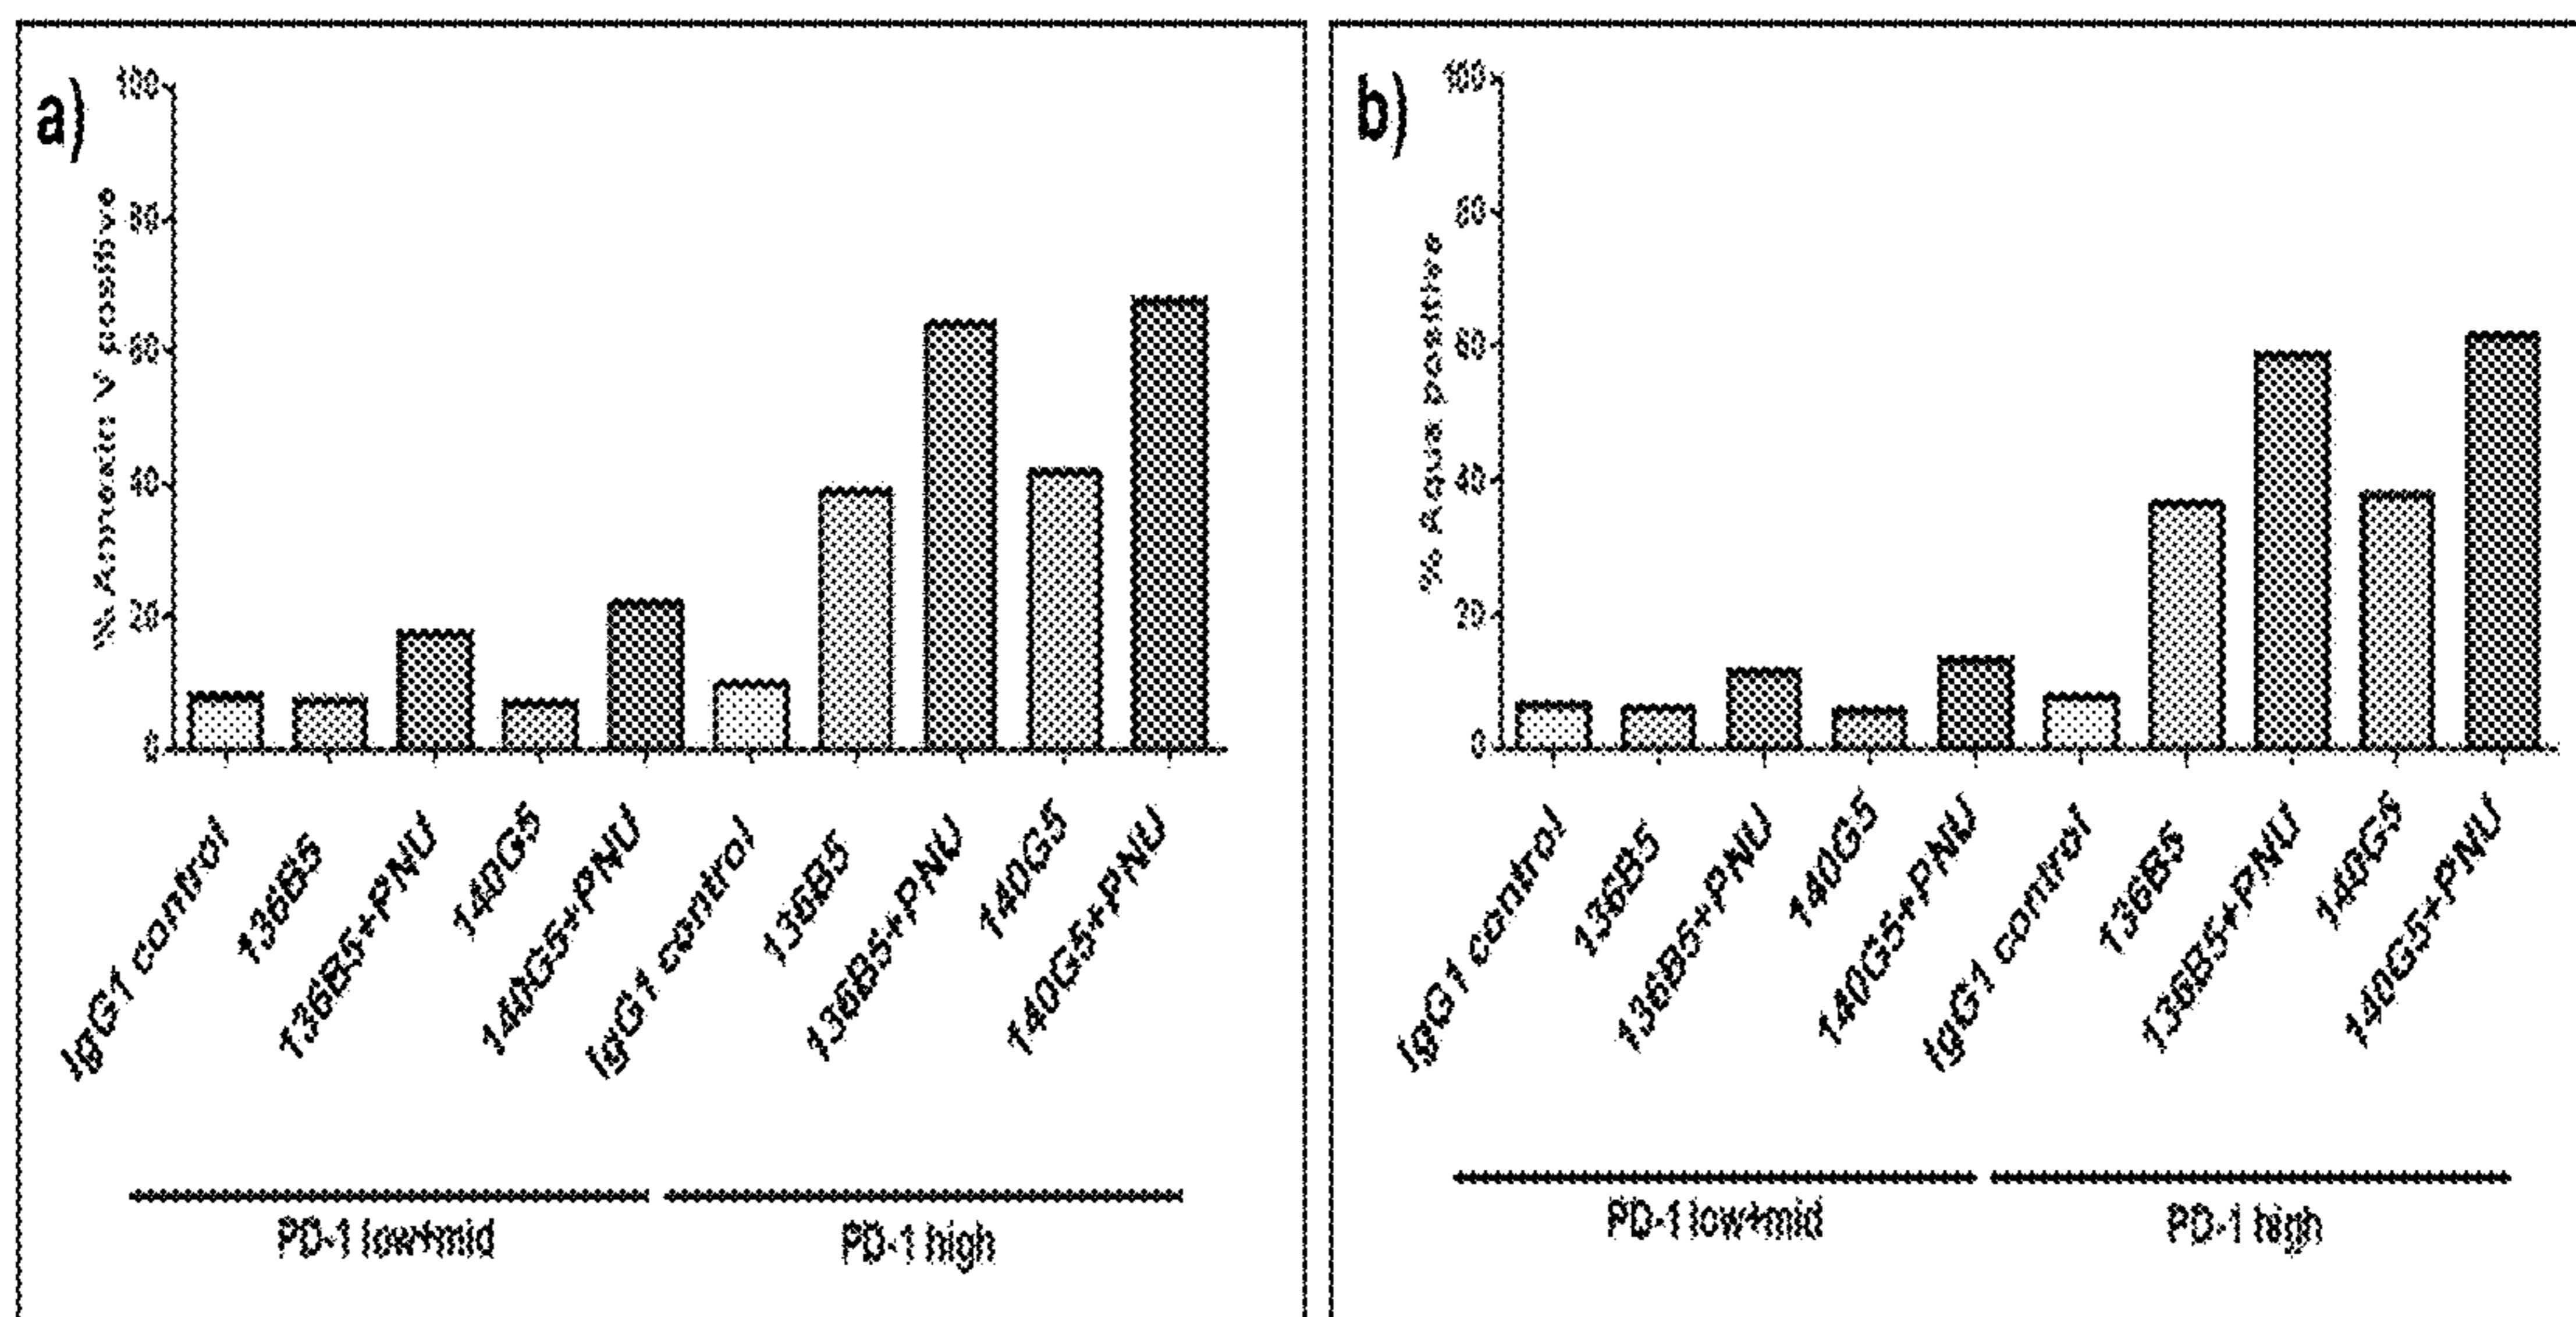 a)
% Annexin V positive
100
80
60
40
20
0
IgG1 control
136B5
136B5+PNU
140G5
140G5+PNU
IgG1 control
136B5
136B5+PNU
140G5
140G5+PNU
PD-1 low+mid
PD-1 high
b)
% Aqua positive
100
80
60
40
20
0
IgG1 control
136B5
136B5+PNU
140G5
140G5+PNU
IgG1 control
136B5
136B5+PNU
140G5
140G5+PNU
PD-1 low+mid
PD-1 high